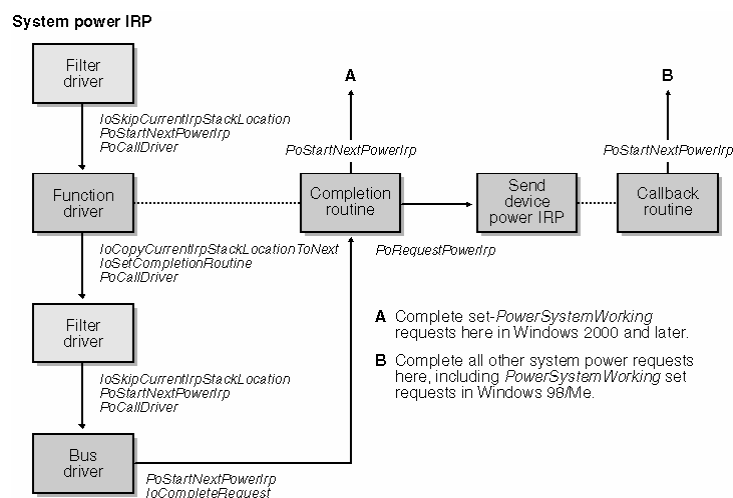 System power IRP
Filter
driver
IoSkipCurrentIrpStackLocation
PoStartNextPowerIrp
PoCallDriver
Function
driver
IoCopyCurrentIrpStackLocationToNext
IoSetCompletionRoutine
PoCallDriver
Filter
driver
IoSkipCurrentIrpStackLocation
PoStartNextPowerIrp
PoCallDriver
Bus
driver
PoStartNextPowerIrp
IoCompleteRequest
A
PoStartNextPowerIrp
Completion
routine
PoRequestPowerIrp
Send
device
power IRP
B
PoStartNextPowerIrp
Callback
routine
A Complete set-PowerSystemWorking
requests here in Windows 2000 and later.
B Complete all other system power requests
here, including PowerSystemWorking set
requests in Windows 98/Me.